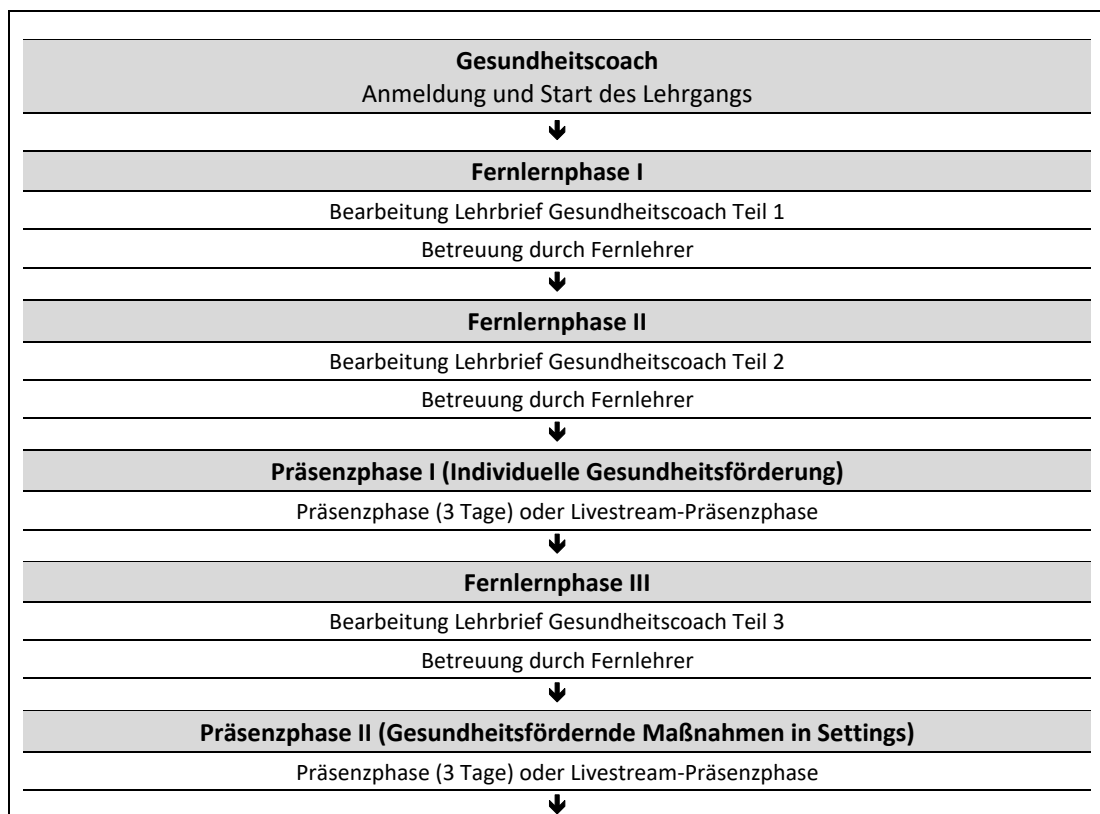 Gesundheitscoach
Anmeldung und Start des Lehrgangs
🡻
Fernlernphase I
Bearbeitung Lehrbrief Gesundheitscoach Teil 1
Betreuung durch Fernlehrer
🡻
Fernlernphase II
Bearbeitung Lehrbrief Gesundheitscoach Teil 2
Betreuung durch Fernlehrer
🡻
Präsenzphase I (Individuelle Gesundheitsförderung)
Präsenzphase (3 Tage) oder Livestream-Präsenzphase
🡻
Fernlernphase III
Bearbeitung Lehrbrief Gesundheitscoach Teil 3
Betreuung durch Fernlehrer
🡻
Präsenzphase II (Gesundheitsfördernde Maßnahmen in Settings)
Präsenzphase (3 Tage) oder Livestream-Präsenzphase
🡻